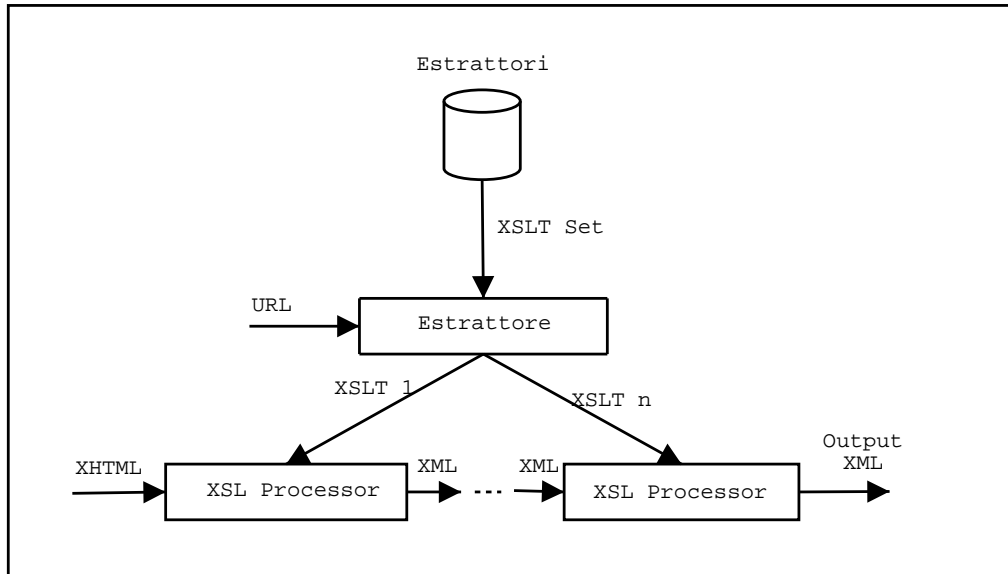 Estrattori
XSLT Set
URL
Estrattore
XSLT 1
XSLT n
XHTML
XSL Processor
XML
...
XML
XSL Processor
Output
XML